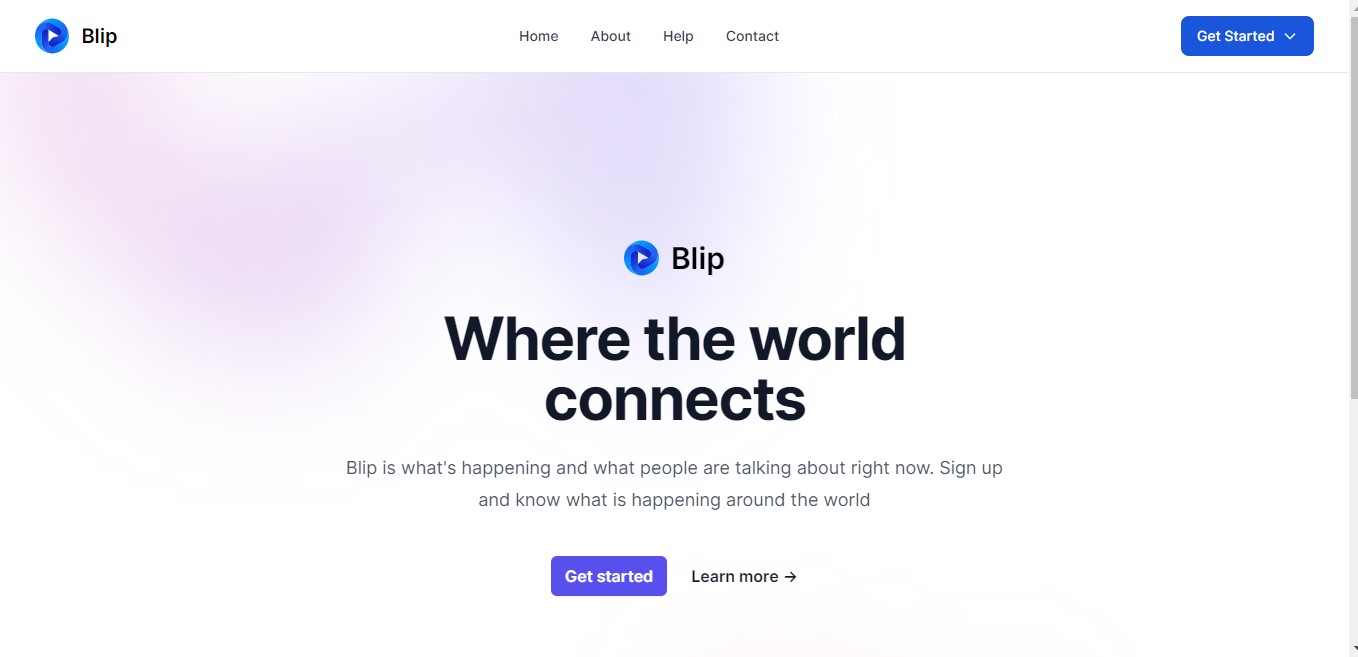 Blip
Home About Help Contact
Get Started
Blip
Where the world
connects
Blip is what's happening and what people are talking about right now. Sign up
and know what is happening around the world
Get started
Learn more →